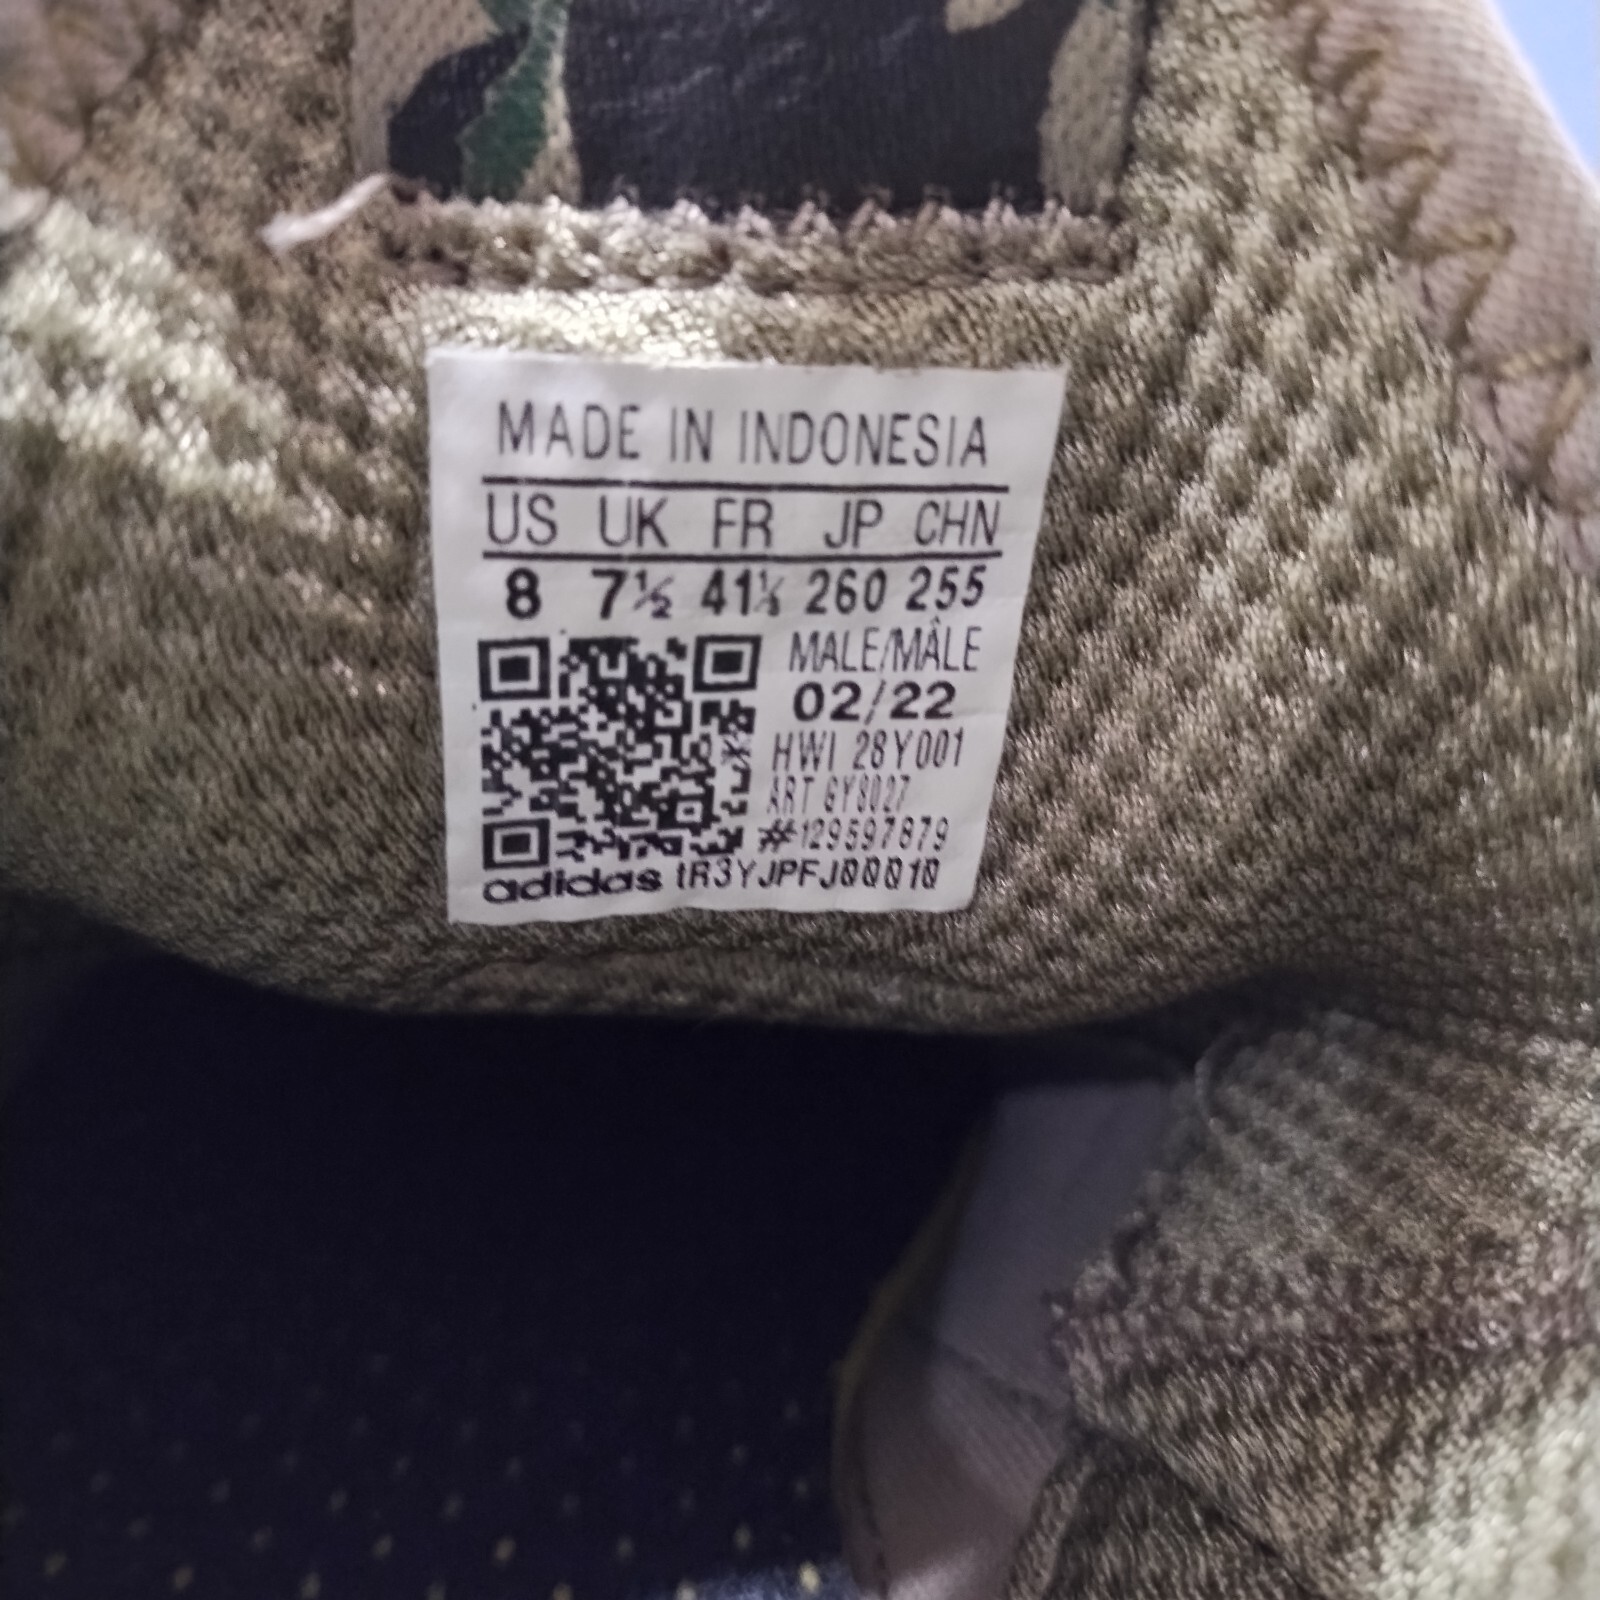 MADE IN INDONESIA
US UK FR JP CHN
8 7½ 41⅓ 260 255
MALE/MÂLE
02/22
HWI 28Y001
ART GY8027
#129597879
adidas tR3YJPFJ00010